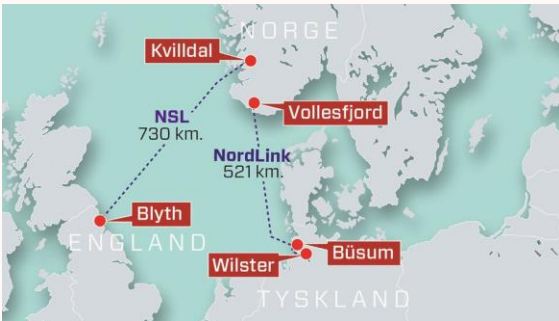 NORGE
Kvilldal
Vollesfjord
NSL
730 km.
NordLink
521 km.
Blyth
ENGLAND
Büsum
Wilster
TYSKLAND